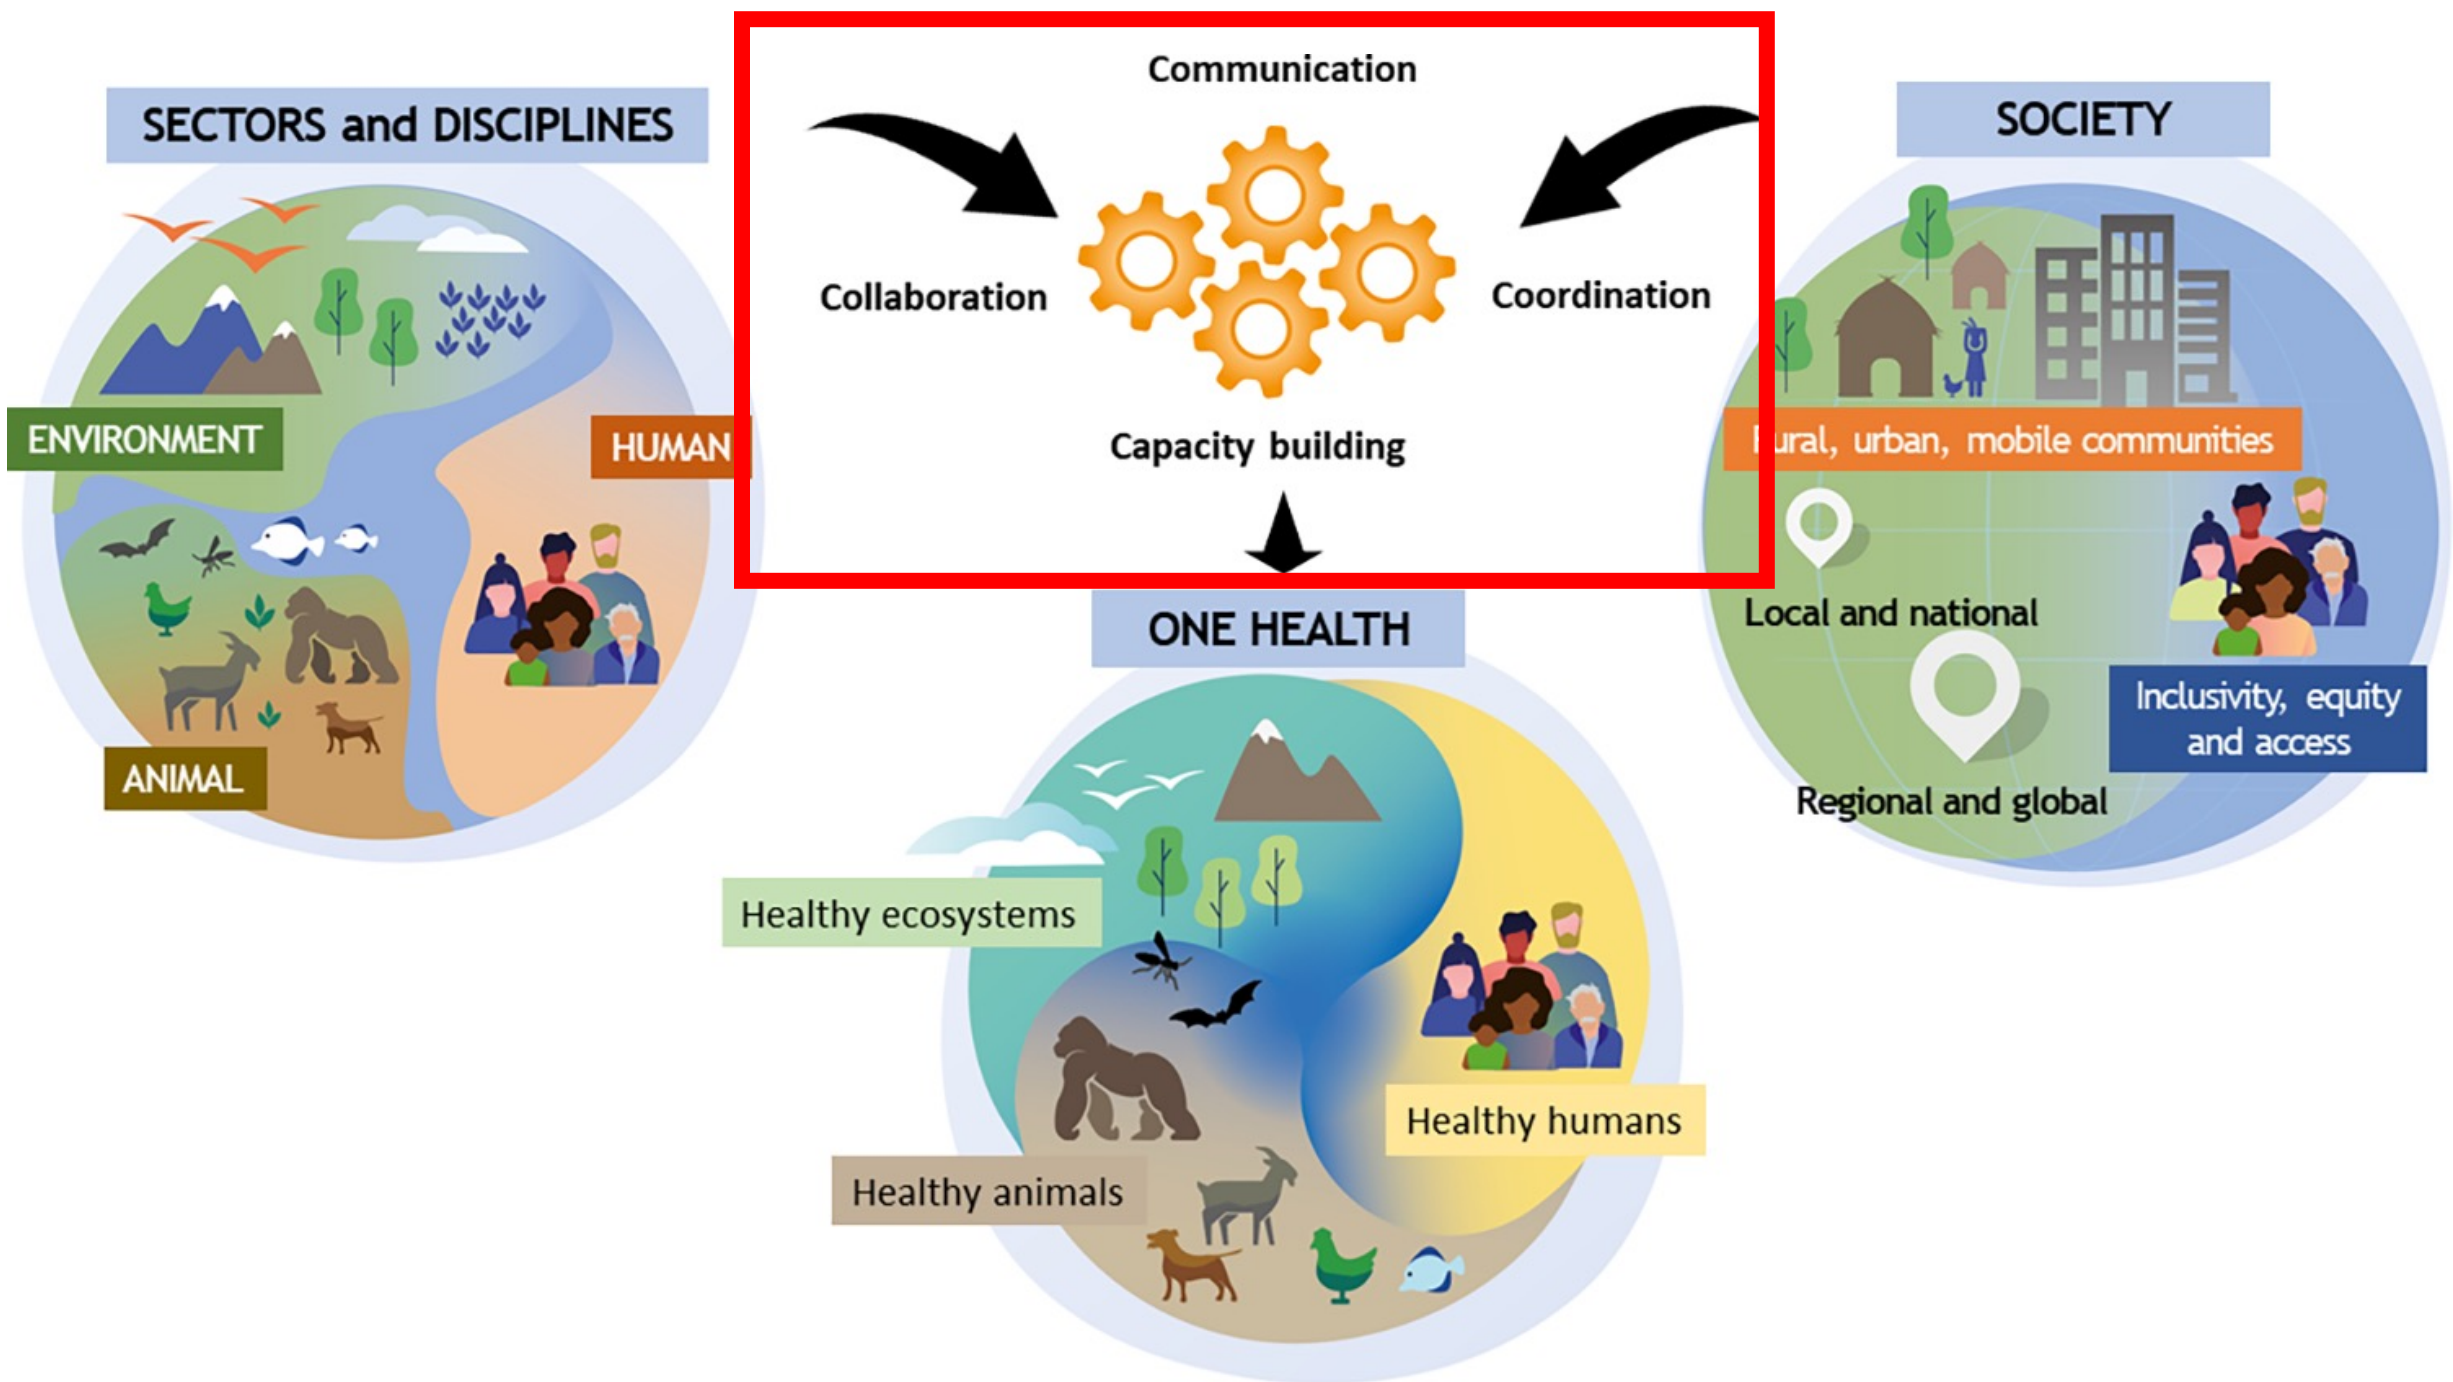 SECTORS and DISCIPLINES
ENVIRONMENT
HUMAN
ANIMAL
Communication
Collaboration
Coordination
Capacity building
SOCIETY
Rural, urban, mobile communities
Local and national
Inclusivity, equity
and access
Regional and global
ONE HEALTH
Healthy ecosystems
Healthy humans
Healthy animals